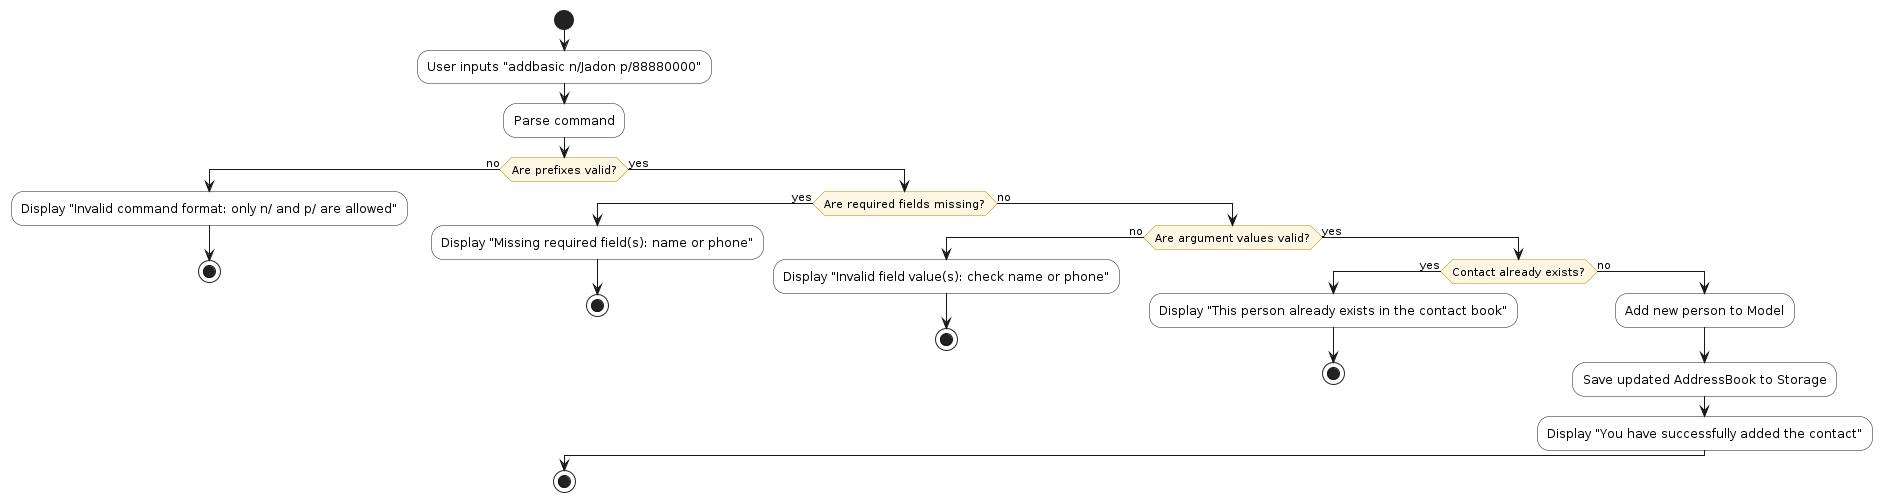 User inputs "addbasic n/Jadon p/88880000"
Parse command
no
Are prefixes valid?
yes
Display "Invalid command format: only n/ and p/ are allowed"
yes
Are required fields missing?
no
Display "Missing required field(s): name or phone"
no
Are argument values valid?
yes
Display "Invalid field value(s): check name or phone"
yes
Contact already exists?
no
Display "This person already exists in the contact book"
Add new person to Model
Save updated AddressBook to Storage
Display "You have successfully added the contact"